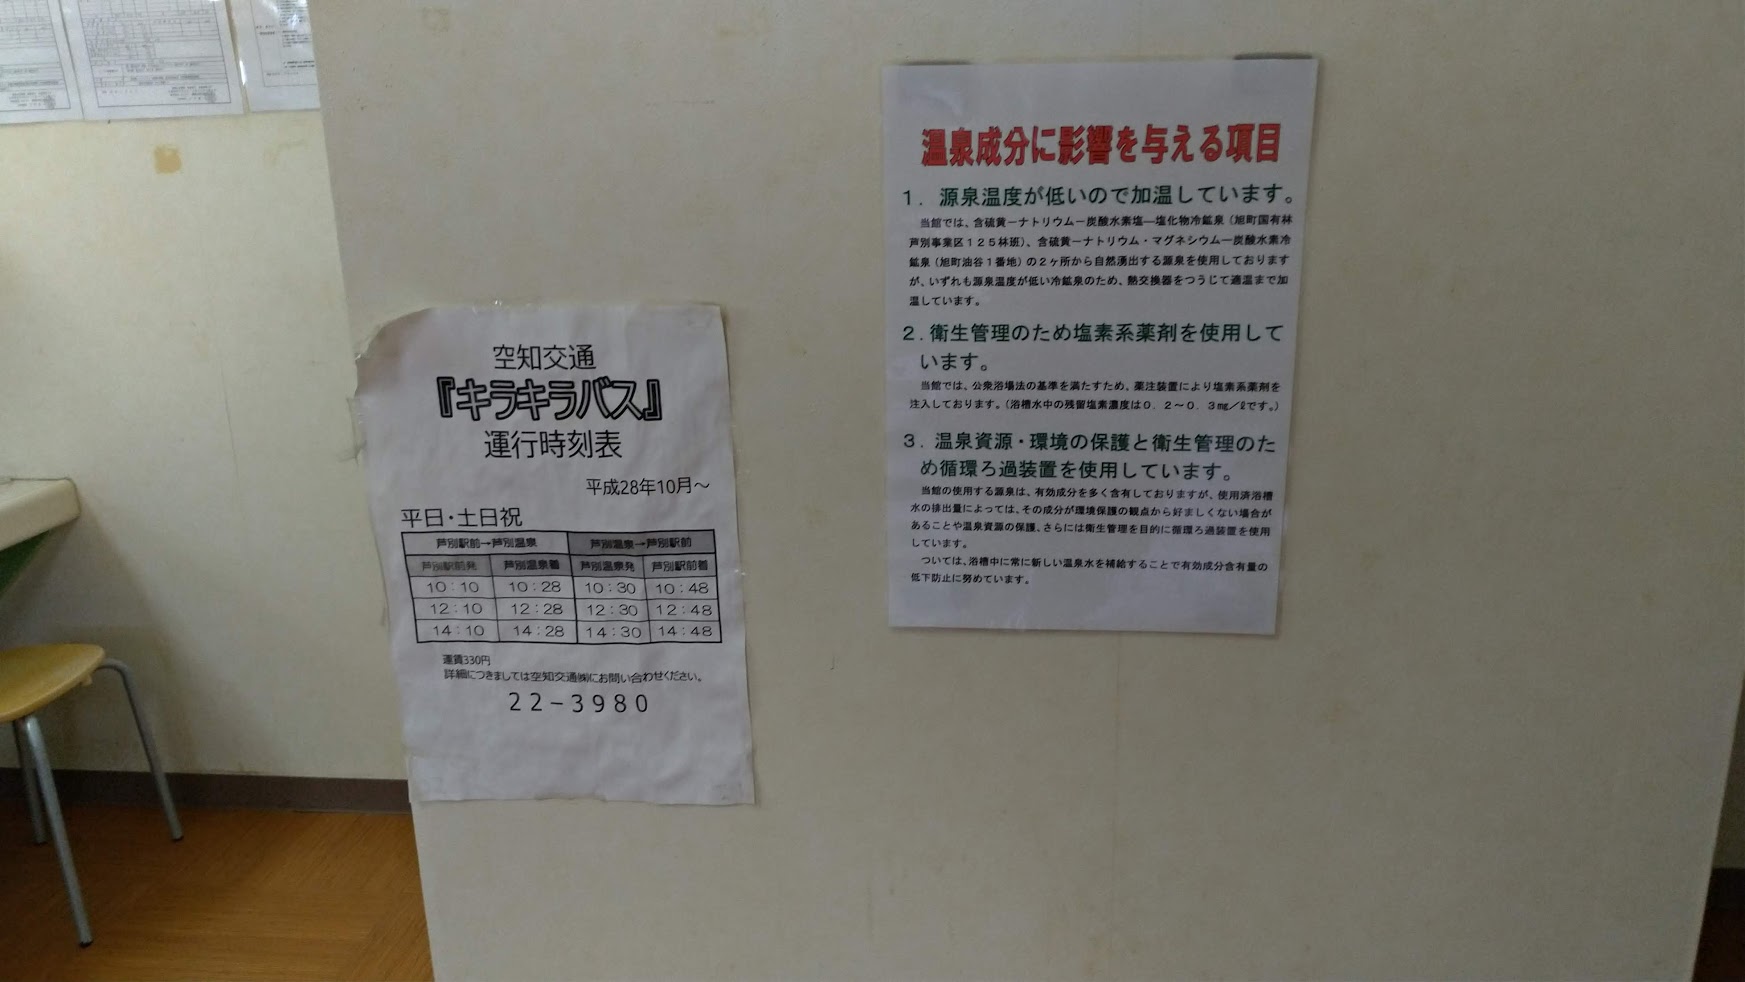 空知交通
『キラキラバス』
運行時刻表
平成28年10月～
平日・土日祝
芦別駅前→芦別温泉 芦別温泉→芦別駅前
芦別駅前発 芦別温泉着 芦別温泉発 芦別駅前着
10：10 10：28 10：30 10：48
12：10 12：28 12：30 12：48
14：10 14：28 14：30 14：48
運賃330円
詳細につきましては空知交通㈱にお問い合わせください。
22－3980
温泉成分に影響を与える項目
１．源泉温度が低いので加温しています。
当館では、含硫黄－ナトリウム－炭酸水素塩―塩化物冷鉱泉（旭町国有林
芦別事業区１２５林班）、含硫黄－ナトリウム・マグネシウム－炭酸水素冷
鉱泉（旭町油谷１番地）の２ヶ所から自然湧出する源泉を使用しております
が、いずれも源泉温度が低い冷鉱泉のため、熱交換器をつうじて適温まで加
温しています。
２．衛生管理のため塩素系薬剤を使用して
います。
当館では、公衆浴場法の基準を満たすため、薬注装置により塩素系薬剤を
注入しております。（浴槽水中の残留塩素濃度は０．２～０．３㎎／ℓです。）
３．温泉資源・環境の保護と衛生管理のた
め循環ろ過装置を使用しています。
当館の使用する源泉は、有効成分を多く含有しておりますが、使用済浴槽
水の排出量によっては、その成分が環境保護の観点から好ましくない場合が
あることや温泉資源の保護、さらには衛生管理を目的に循環ろ過装置を使用
しています。
ついては、浴槽中に常に新しい温泉水を補給することで有効成分含有量の
低下防止に努めています。